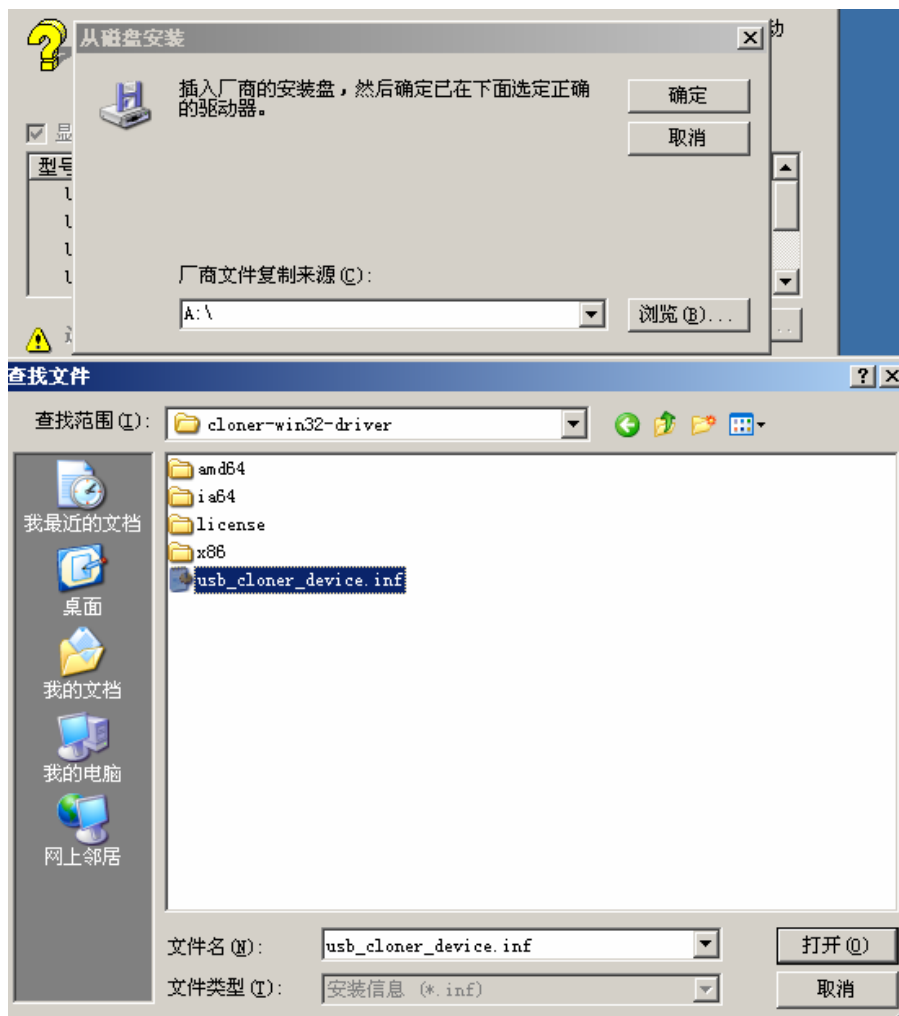 从磁盘安装
动
插入厂商的安装盘，然后确定已在下面选定正确
的驱动器。
确定
取消
显
型号
厂商文件复制来源(C):
A:\
浏览(B)...
查找文件
查找范围(I):
cloner-win32-driver
amd64
ia64
license
x86
usb_cloner_device.inf
我最近的文档
桌面
我的文档
我的电脑
网上邻居
文件名(N):
usb_cloner_device.inf
打开(O)
文件类型(T):
安装信息 (*.inf)
取消